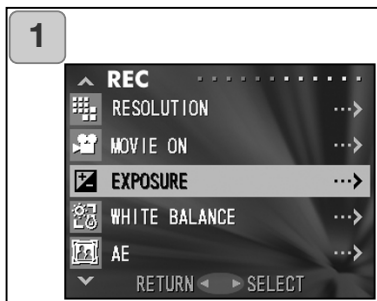 1
REC
RESOLUTION
MOVIE ON
EXPOSURE
WHITE BALANCE
AE
RETURN SELECT